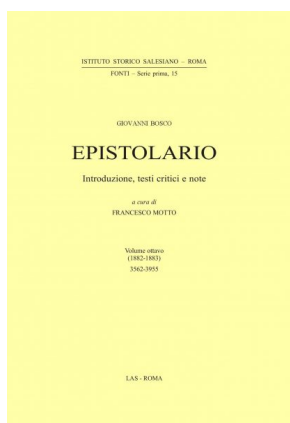 ISTITUTO STORICO SALESIANO - ROMA
FONTI - Serie prima, 15
GIOVANNI BOSCO
EPISTOLARIO
Introduzione, testi critici e note
a cura di
FRANCESCO MOTTO
Volume ottavo
(1882-1883)
3562-3955
LAS - ROMA